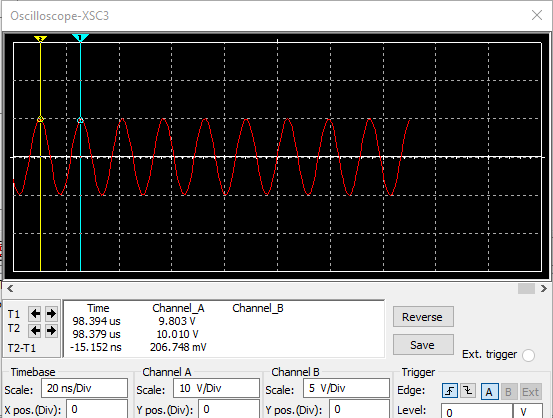 Oscilloscope-XSC3
2 1
Time Channel_A Channel_B
T1 98.394 us 9.803 V
T2 98.379 us 10.010 V
T2-T1 -15.152 ns 206.748 mV
Reverse
Save
Ext. trigger
Timebase Channel A Channel B Trigger
Scale: 20 ns/Div Scale: 10 V/Div Scale: 5 V/Div Edge: A B Ext
X pos.(Div): 0 Y pos.(Div): 0 Y pos.(Div): 0 Level: 0 V